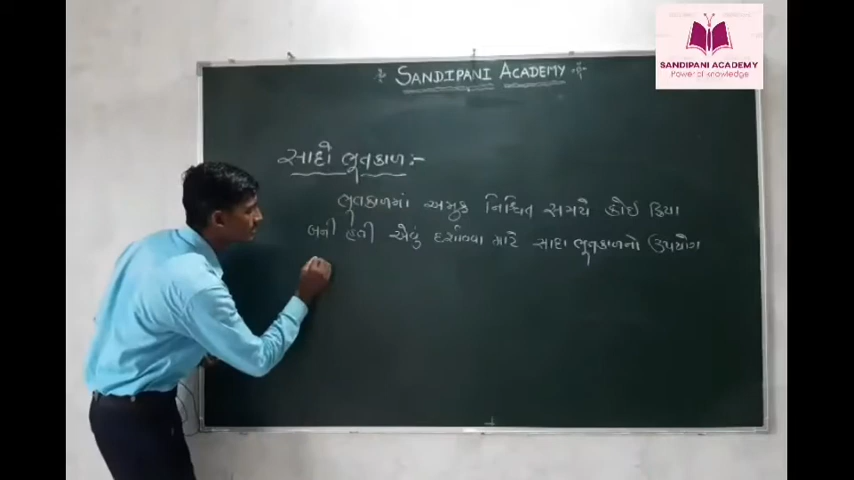 SANDIPANI ACADEMY
સાદો ભૂતકાળ :-
ભૂતકાળમાં અમુક નિશ્ચિત સમયે કોઈ ક્રિયા
બની હતી એવું દર્શાવવા માટે સાદા ભૂતકાળનો ઉપયોગ
SANDIPANI ACADEMY
Power of knowledge